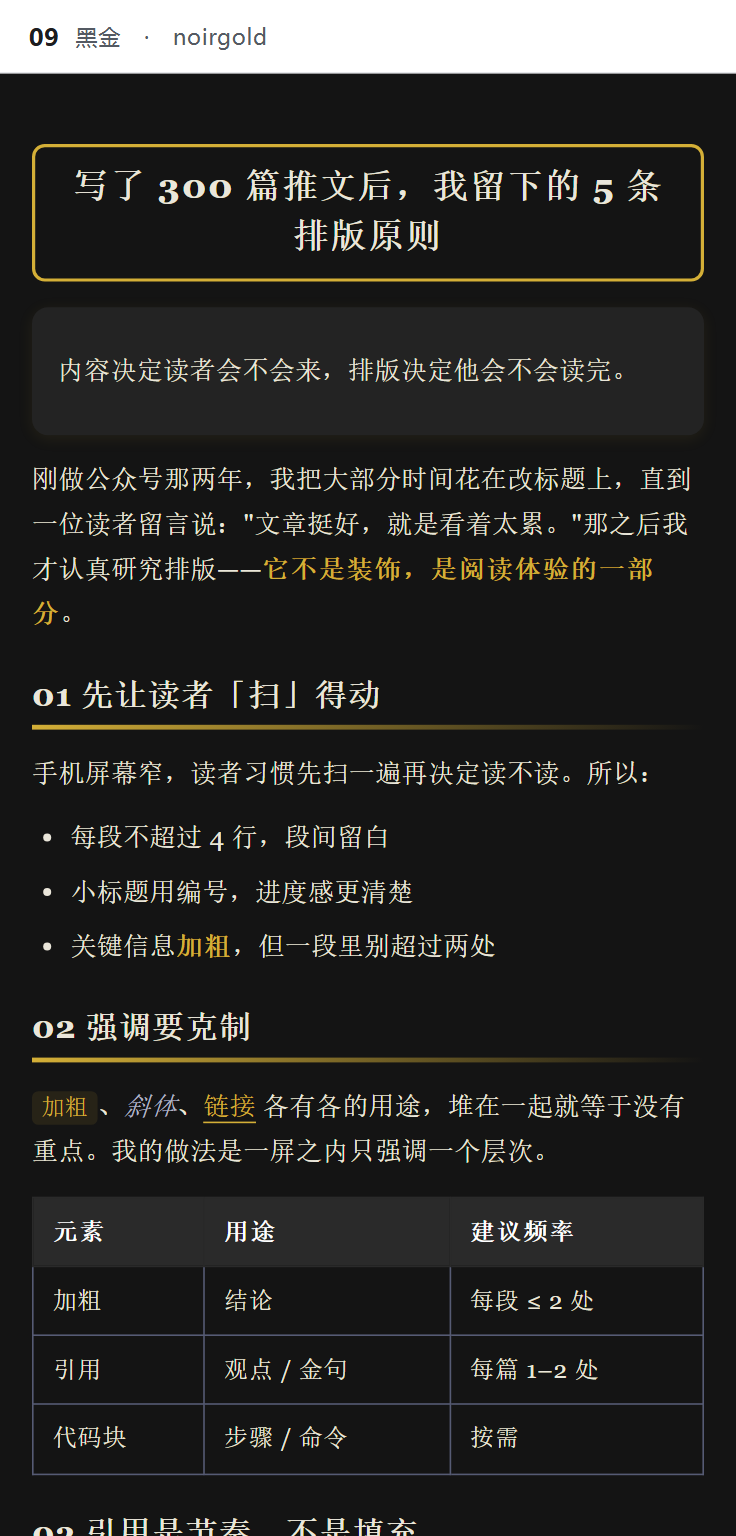 09 黑金 · noirgold
写了 300 篇推文后，我留下的 5 条
排版原则
内容决定读者会不会来，排版决定他会不会读完。
刚做公众号那两年，我把大部分时间花在改标题上，直到
一位读者留言说："文章挺好，就是看着太累。"那之后我
才认真研究排版——它不是装饰，是阅读体验的一部
分。
01 先让读者「扫」得动
手机屏幕窄，读者习惯先扫一遍再决定读不读。所以：
• 每段不超过 4 行，段间留白
• 小标题用编号，进度感更清楚
• 关键信息加粗，但一段里别超过两处
02 强调要克制
加粗、斜体、链接 各有各的用途，堆在一起就等于没有
重点。我的做法是一屏之内只强调一个层次。
元素 用途 建议频率
加粗 结论 每段 ≤ 2 处
引用 观点 / 金句 每篇 1–2 处
代码块 步骤 / 命令 按需
03 引用是节奏，不是填充